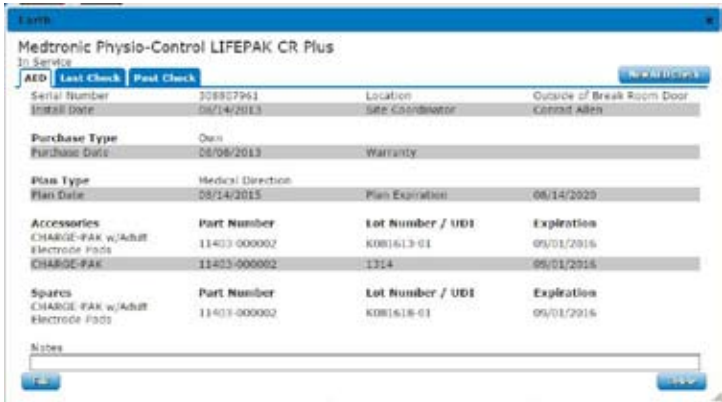 Earth
Medtronic Physio-Control LIFEPAK CR Plus
In Service
AED Last Check Past Check New AED Check
Serial Number 308807961 Location Outside of Break Room Door
Install Date 08/14/2013 Site Coordinator Conrad Allen
Purchase Type Own
Purchase Date 08/08/2013 Warranty
Plan Type Medical Direction
Plan Date 08/14/2015 Plan Expiration 08/14/2020
Accessories Part Number Lot Number / UDI Expiration
CHARGE-PAK w/Adult
Electrode Pads 11403-000002 K081613-01 09/01/2016
CHARGE-PAK 11403-000002 1314 09/01/2016
Spares Part Number Lot Number / UDI Expiration
CHARGE-PAK w/Adult
Electrode Pads 11403-000002 K081618-01 09/01/2016
Notes